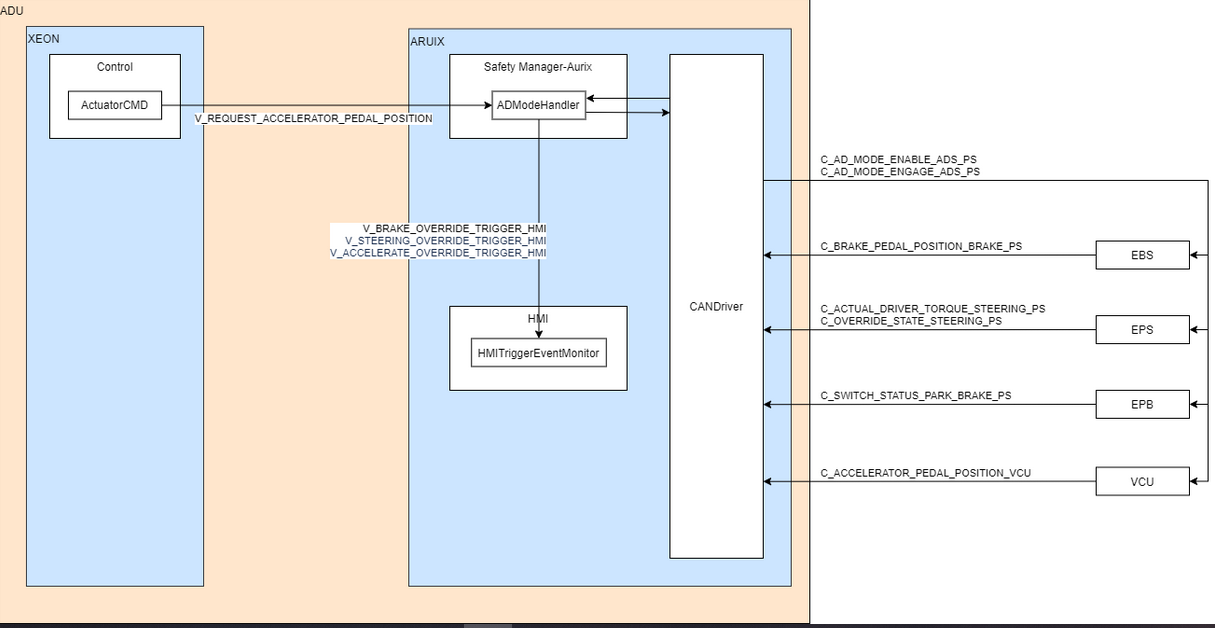 ADU
XEON
Control
ActuatorCMD
V_REQUEST_ACCELERATOR_PEDAL_POSITION
ARUIX
Safety Manager-Aurix
ADModeHandler
V_BRAKE_OVERRIDE_TRIGGER_HMI
V_STEERING_OVERRIDE_TRIGGER_HMI
V_ACCELERATE_OVERRIDE_TRIGGER_HMI
HMI
HMITriggerEventMonitor
CANDriver
C_AD_MODE_ENABLE_ADS_PS
C_AD_MODE_ENGAGE_ADS_PS
C_BRAKE_PEDAL_POSITION_BRAKE_PS
EBS
C_ACTUAL_DRIVER_TORQUE_STEERING_PS
C_OVERRIDE_STATE_STEERING_PS
EPS
C_SWITCH_STATUS_PARK_BRAKE_PS
EPB
C_ACCELERATOR_PEDAL_POSITION_VCU
VCU